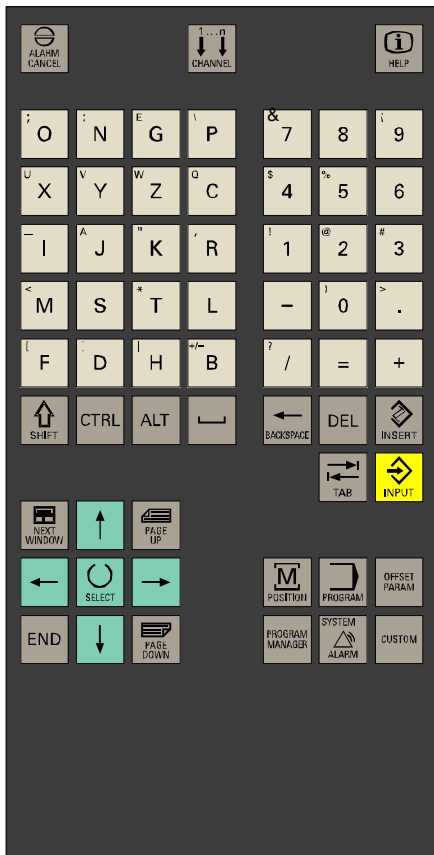 ALARM
CANCEL
1...n
CHANNEL
i
HELP
; O
: N
E G
\ P
& 7
8
( 9
U X
V Y
W Z
Q C
$ 4
% 5
6
_ I
A J
" K
, R
! 1
@ 2
# 3
< M
S
* T
L
–
) 0
> .
[ F
D
| H
+/– B
? /
=
+
SHIFT
CTRL
ALT
BACKSPACE
DEL
INSERT
TAB
INPUT
NEXT
WINDOW
PAGE
UP
SELECT
M
POSITION
PROGRAM
OFFSET
PARAM
END
PAGE
DOWN
PROGRAM
MANAGER
SYSTEM
ALARM
CUSTOM